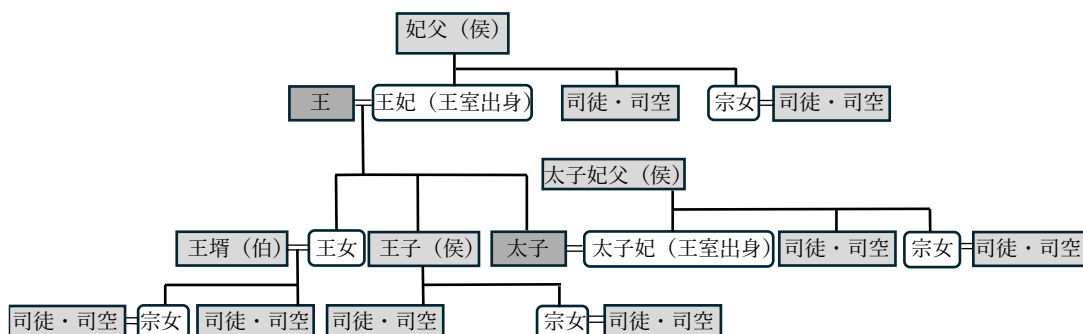 妃父（侯）
王
王妃（王室出身）
司徒・司空
宗女
司徒・司空
太子妃父（侯）
王壻（伯）
王女
王子（侯）
太子
太子妃（王室出身）
司徒・司空
宗女
司徒・司空
司徒・司空
宗女
司徒・司空
司徒・司空
宗女
司徒・司空